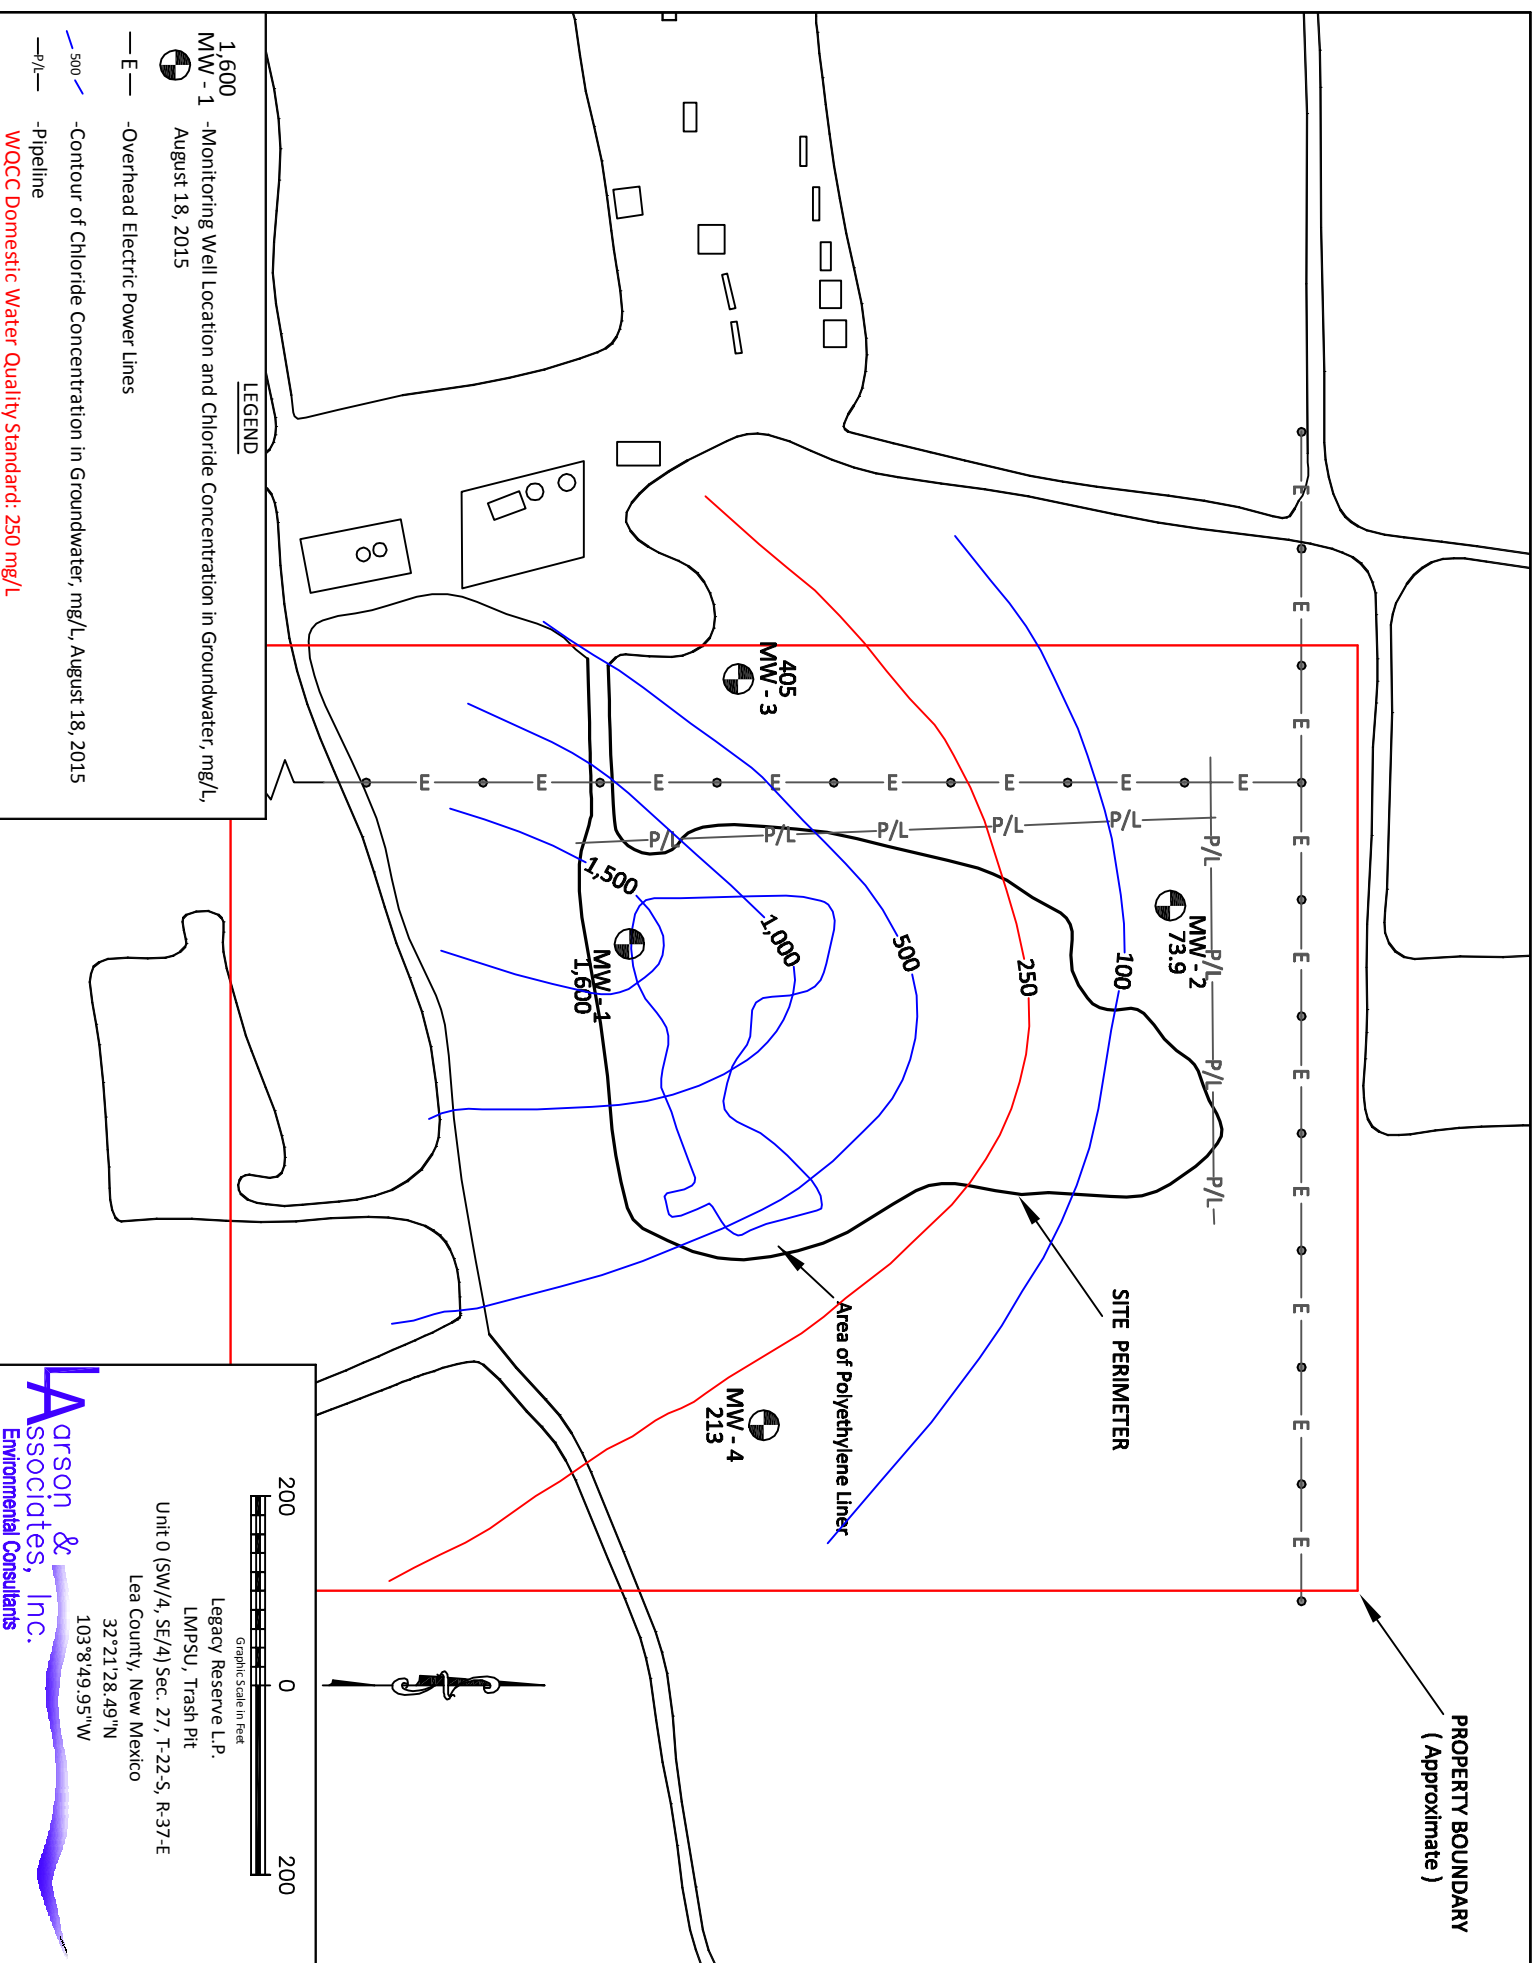 PROPERTY BOUNDARY
( Approximate )
E
E
E
E
E
E
E
E
E
E
P/L
P/L
P/L
P/L
MW - 2
73.9
SITE PERIMETER
100
250
500
1,000
1,500
E
E
E
E
E
E
E
E
P/L
P/L
P/L
P/L
P/L
405
MW - 3
Area of Polyethylene Liner
MW - 4
213
MW - 1
1,600
LEGEND
1,600
MW - 1 -Monitoring Well Location and Chloride Concentration in Groundwater, mg/L,
August 18, 2015
E -Overhead Electric Power Lines
500 -Contour of Chloride Concentration in Groundwater, mg/L, August 18, 2015
P/L -Pipeline
WQCC Domestic Water Quality Standard: 250 mg/L
200 0 200
Graphic Scale in Feet
Legacy Reserve L.P.
LMPSU, Trash Pit
Unit 0 (SW/4, SE/4) Sec. 27, T-22-S, R-37-E
Lea County, New Mexico
32°21'28.49"N
103°8'49.95"W
Larson &
Associates, Inc.
Environmental Consultants